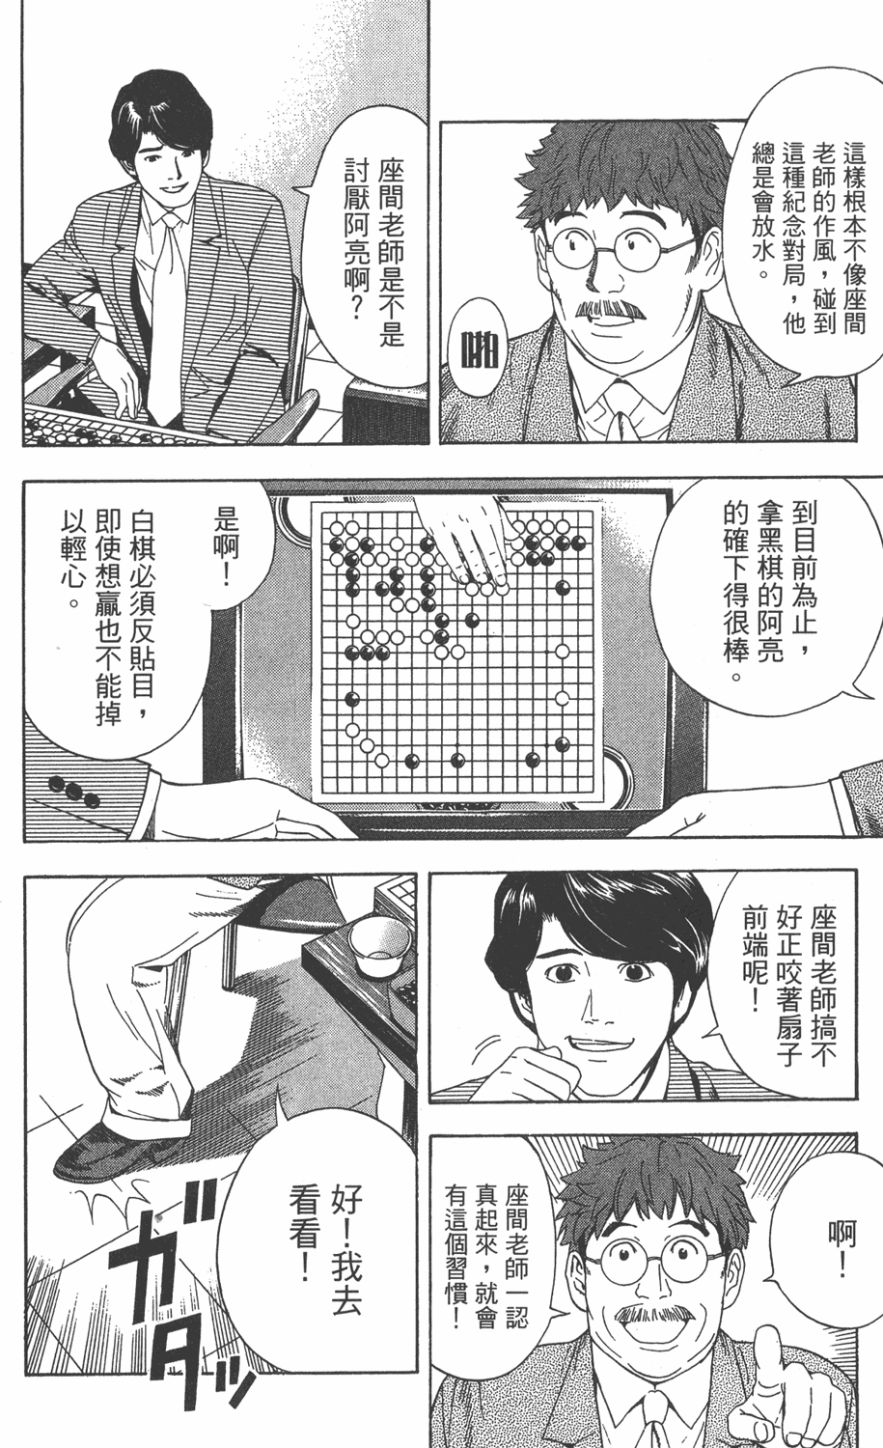 這樣根本不像座間
老師的作風，碰到
這種紀念對局，他
總是會放水。
啪
座間老師是不是
討厭阿亮啊？
到目前為止，
拿黑棋的阿亮
的確下得很棒。
是啊！
白棋必須反貼目，
即使想贏也不能掉
以輕心。
座間老師搞不
好正咬著扇子
前端呢！
啊！
座間老師一認
真起來，就會
有這個習慣！
好！我去
看看！
ガタッ